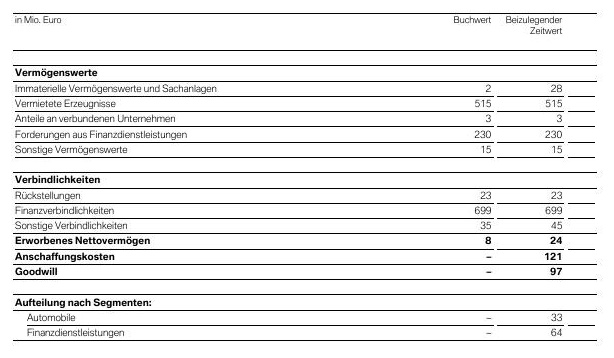 in Mio. Euro Buchwert Beizulegender
Zeitwert
Vermögenswerte
Immaterielle Vermögenswerte und Sachanlagen 2 28
Vermietete Erzeugnisse 515 515
Anteile an verbundenen Unternehmen 3 3
Forderungen aus Finanzdienstleistungen 230 230
Sonstige Vermögenswerte 15 15
Verbindlichkeiten
Rückstellungen 23 23
Finanzverbindlichkeiten 699 699
Sonstige Verbindlichkeiten 35 45
Erworbenes Nettovermögen 8 24
Anschaffungskosten – 121
Goodwill – 97
Aufteilung nach Segmenten:
Automobile – 33
Finanzdienstleistungen – 64